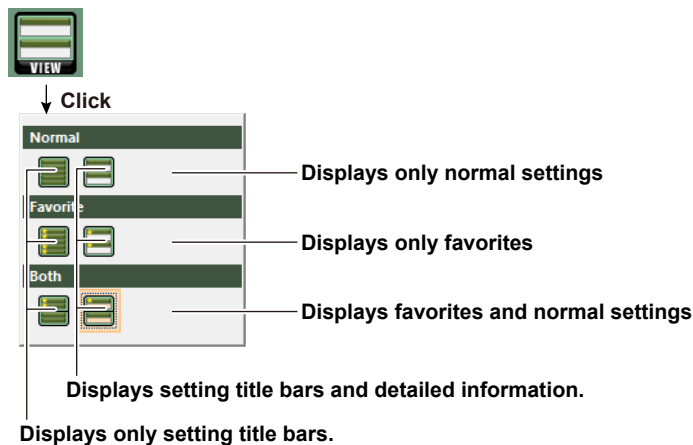 VIEW
Click
Normal
Displays only normal settings
Favorite
Displays only favorites
Both
Displays favorites and normal settings
Displays setting title bars and detailed information.
Displays only setting title bars.